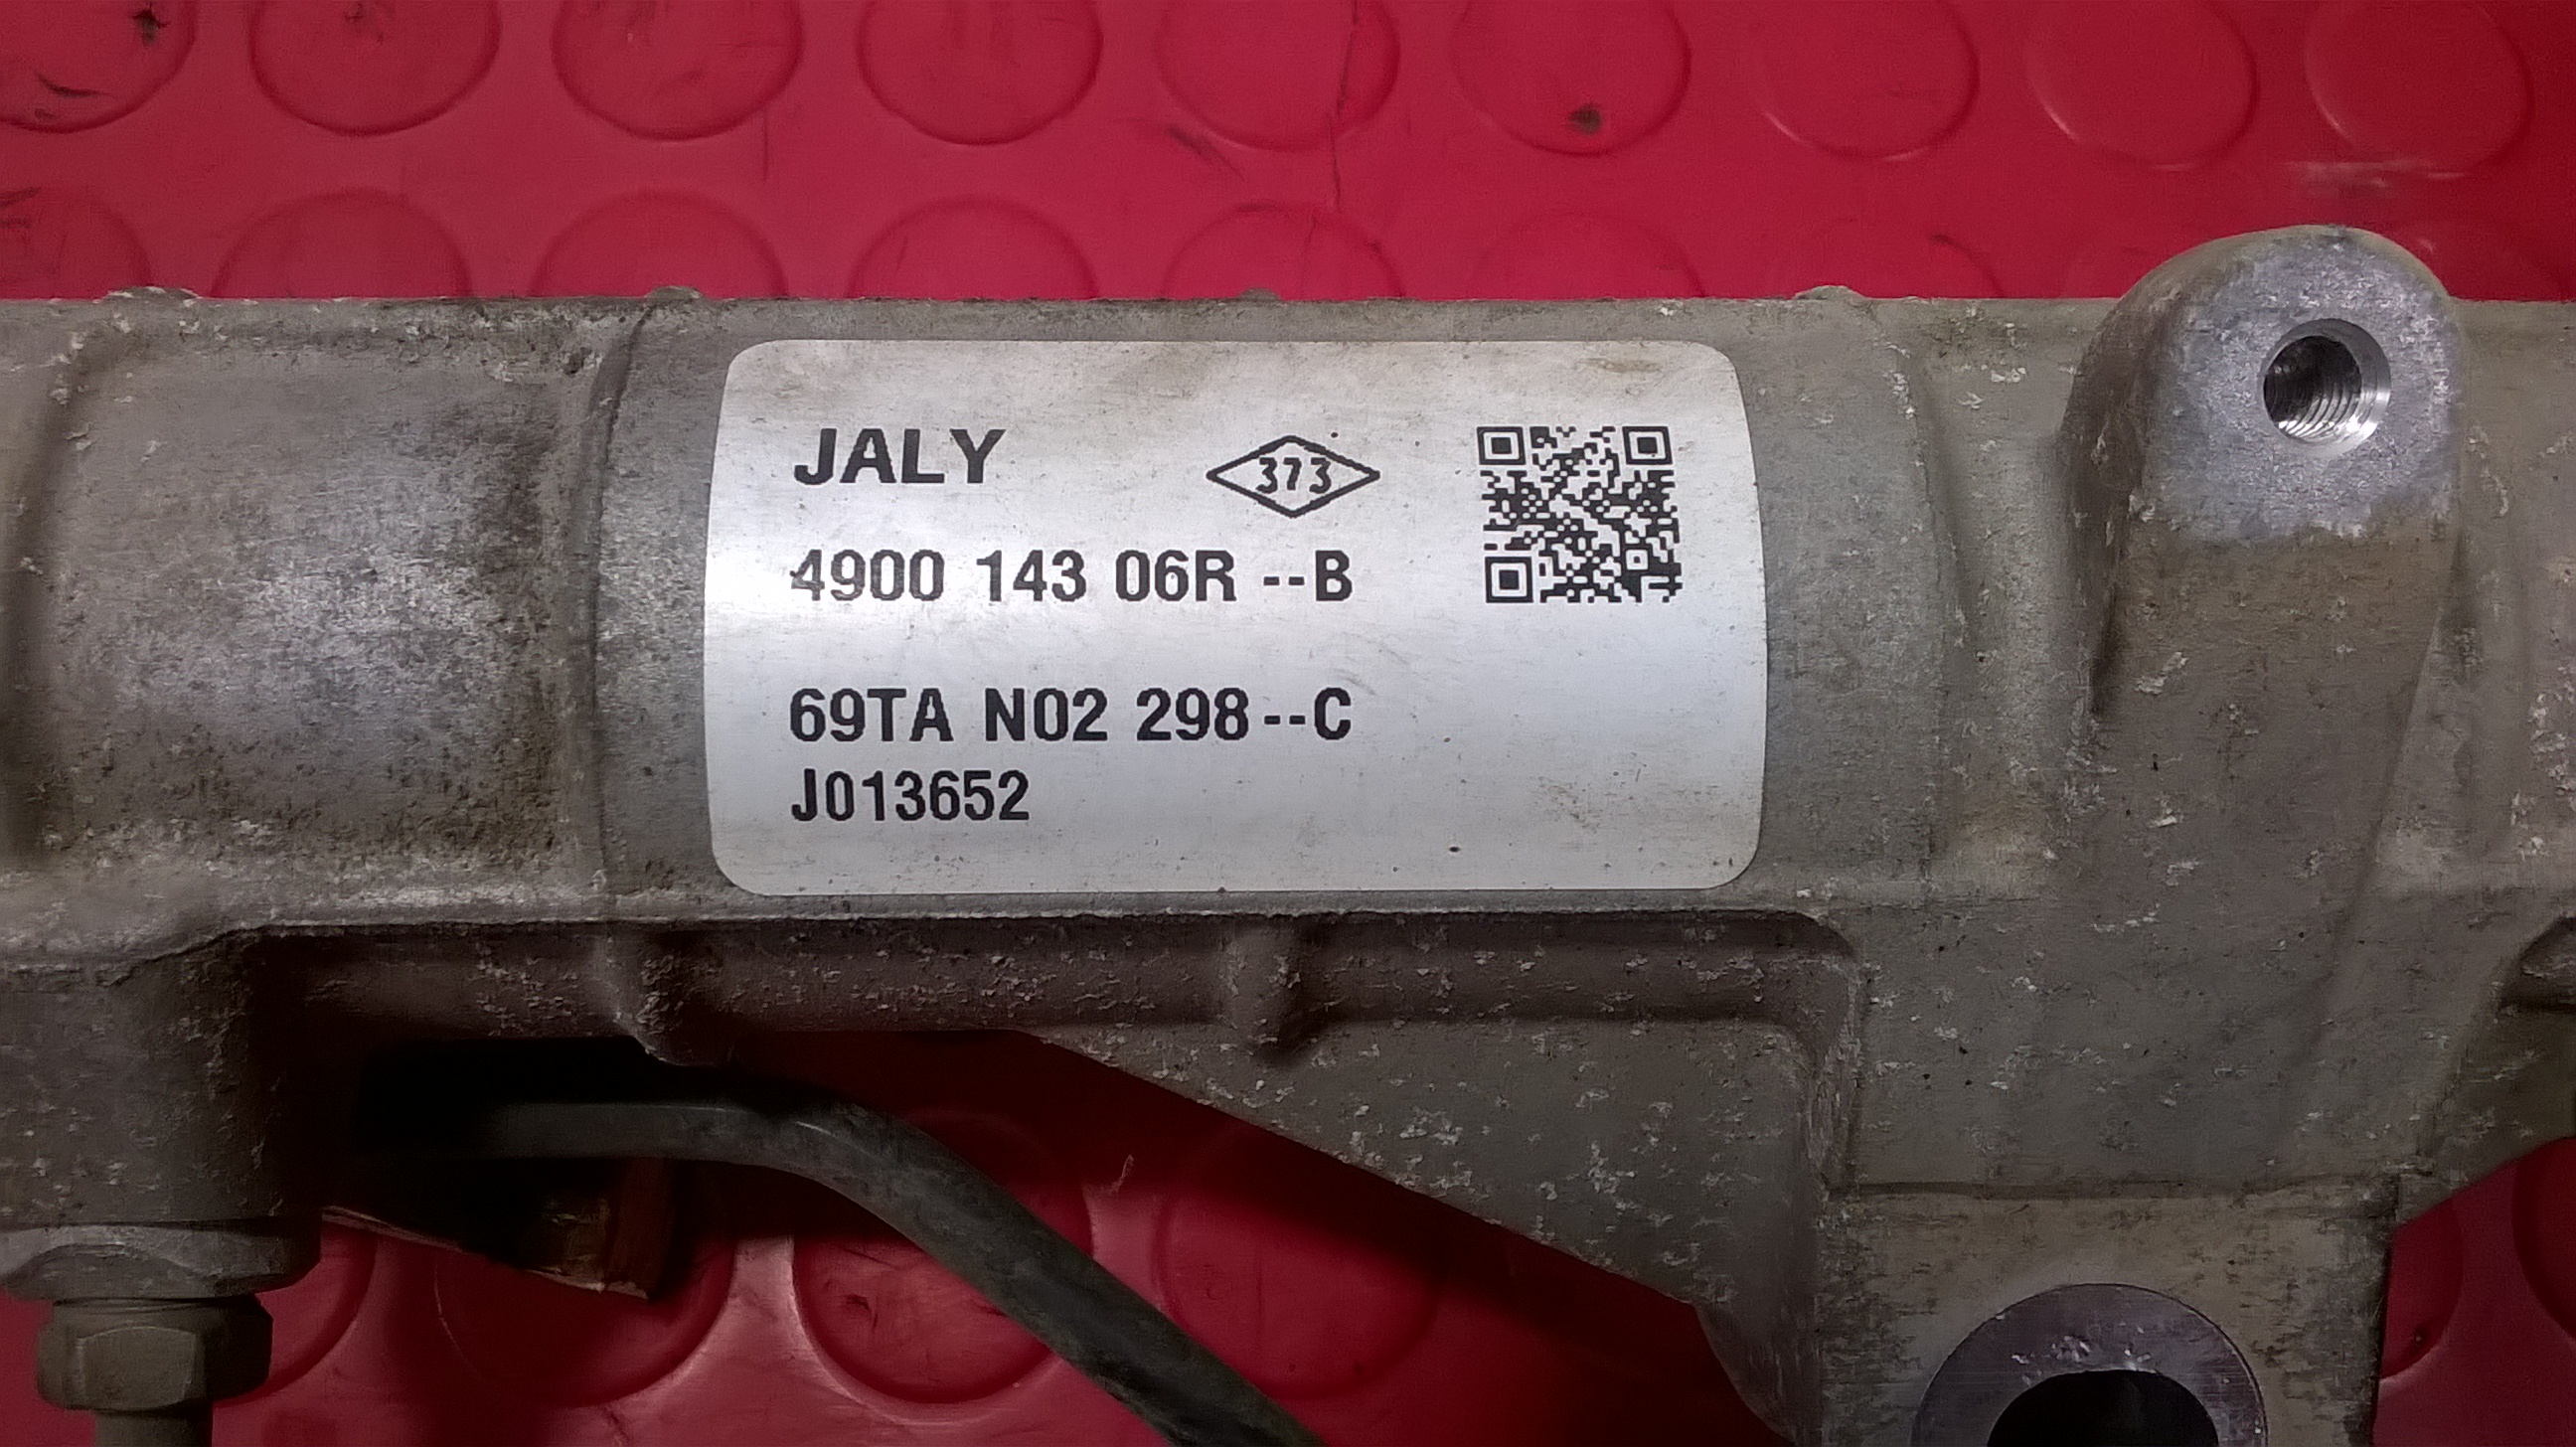 JALY 373
4900 143 06R --B
69TA N02 298--C
J013652